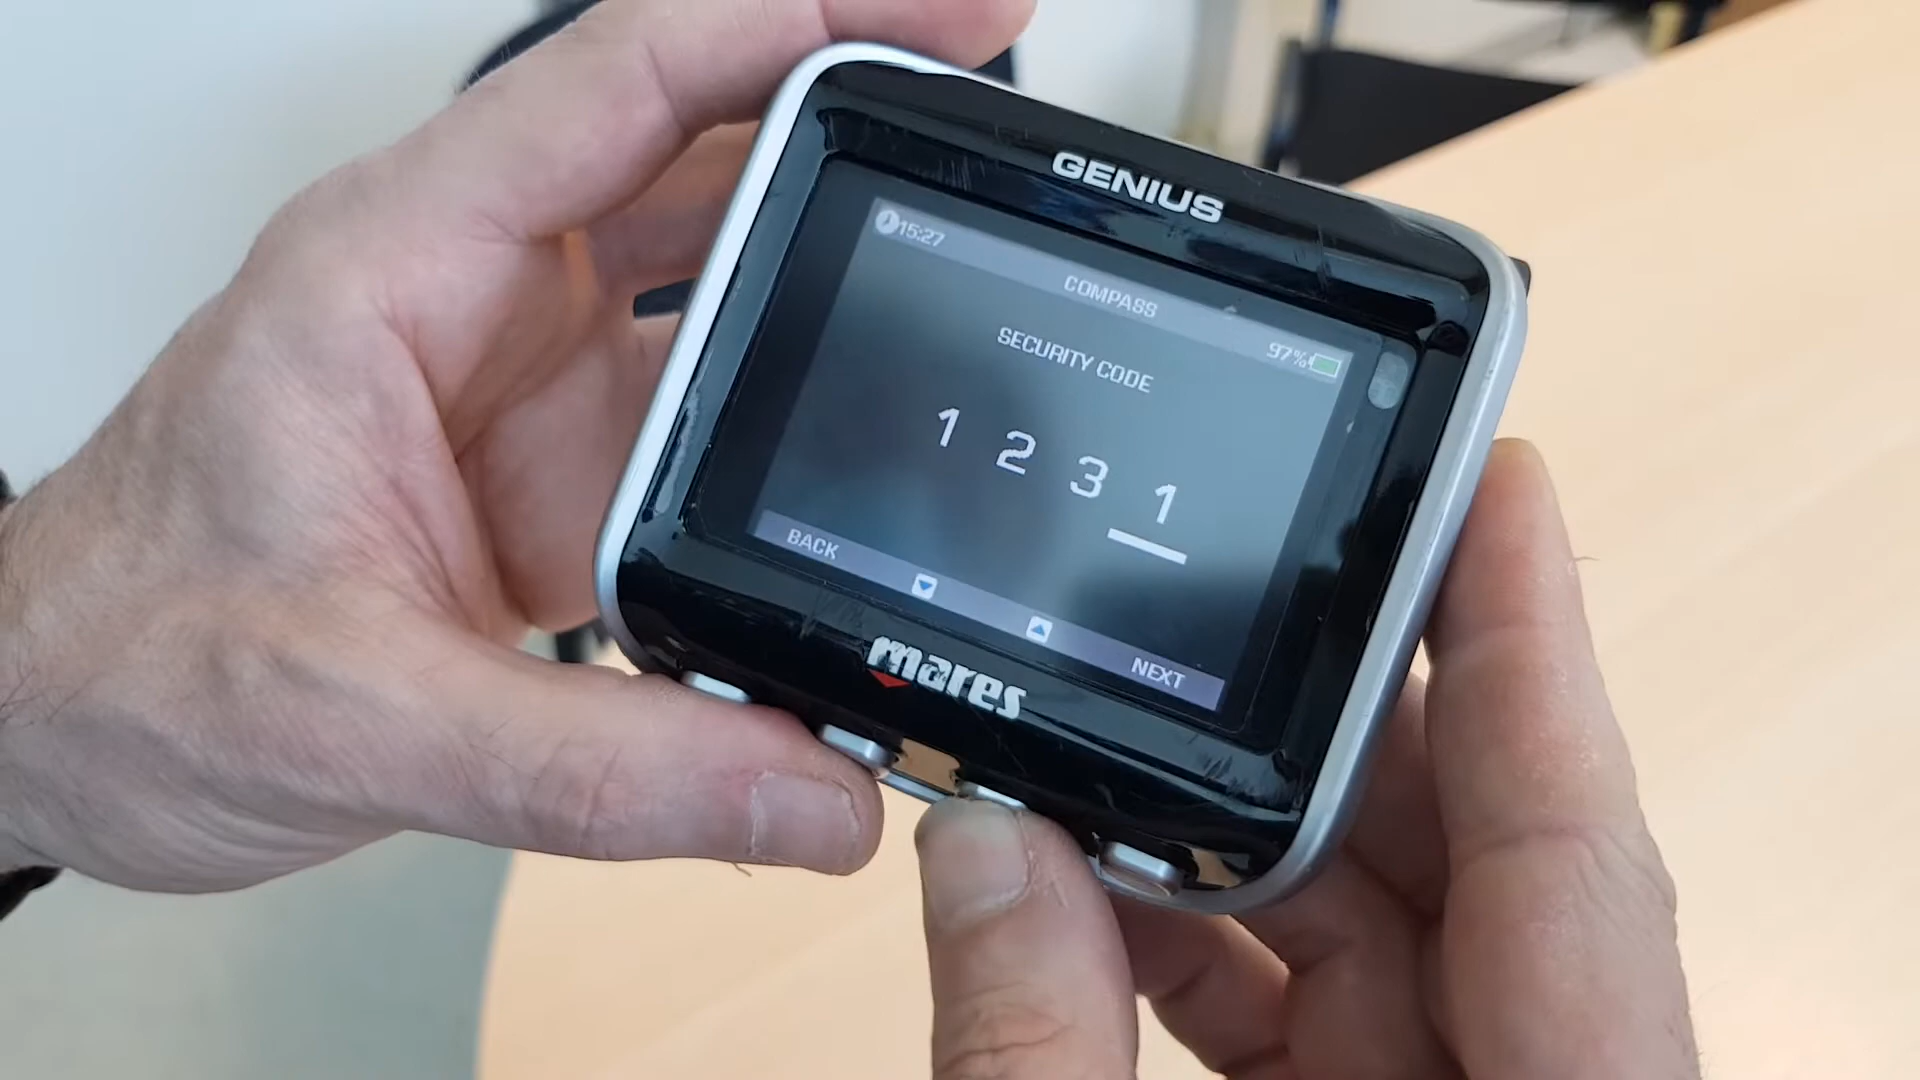 GENIUS
15:27
COMPASS
97%
SECURITY CODE
1 2 3 1
BACK
NEXT
mares